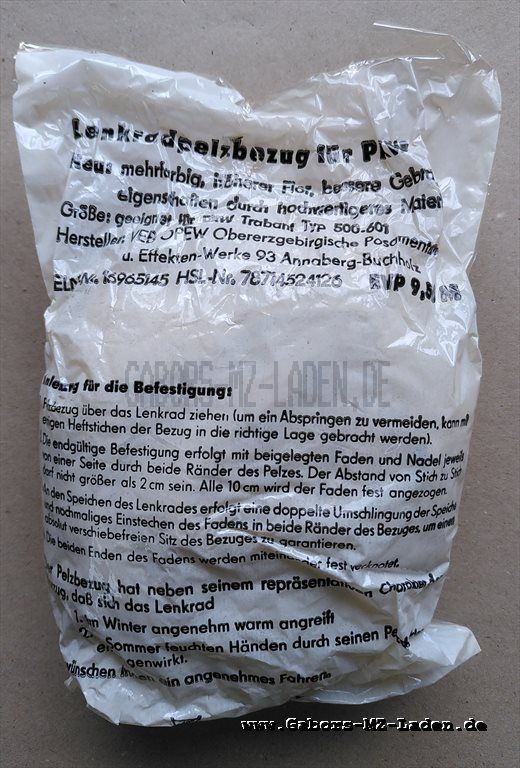 Lenkradpelzbezug für PKW
Neu: mehrfarbig, höherer Flor, bessere Gebra
eigenschaften durch hochwertigeres Mater
Größe: geeignet für PKW Trabant Typ 500-601
Hersteller: VEB OPEW Obererzgebirgische Posamenten
u. Effekten-Werke 93 Annaberg-Buchholz
ELN-Nr. 16965145 HSL-Nr. 78714524126 EVP 9,5
GABORS-MZ-LADEN.DE
für die Befestigung:
Pelzbezug über das Lenkrad ziehen (um ein Abspringen zu vermeiden, kann mit
einigen Heftstichen der Bezug in die richtige Lage gebracht werden).
Die endgültige Befestigung erfolgt mit beigelegten Faden und Nadel jeweils
von einer Seite durch beide Ränder des Pelzes. Der Abstand von Stich zu Stich
darf nicht größer als 2 cm sein. Alle 10 cm wird der Faden fest angezogen.
An den Speichen des Lenkrades erfolgt eine doppelte Umschlingung der Speiche
und nochmaliges Einstechen des Fadens in beide Ränder des Bezuges, um einen
absolut verschiebefreien Sitz des Bezuges zu garantieren.
Die beiden Enden des Fadens werden miteinander fest verknotet.
Pelzbezug hat neben seinem repräsentativen
daß sich das Lenkrad
1. im Winter angenehm warm angreift
Sommer feuchten Händen durch seinen
wünschen Ihnen ein angenehmes Fahren
www.Gabors-MZ-Laden.de